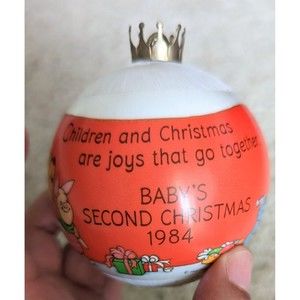 Children and Christmas
are joys that go together
BABY'S
SECOND CHRISTMAS
1984